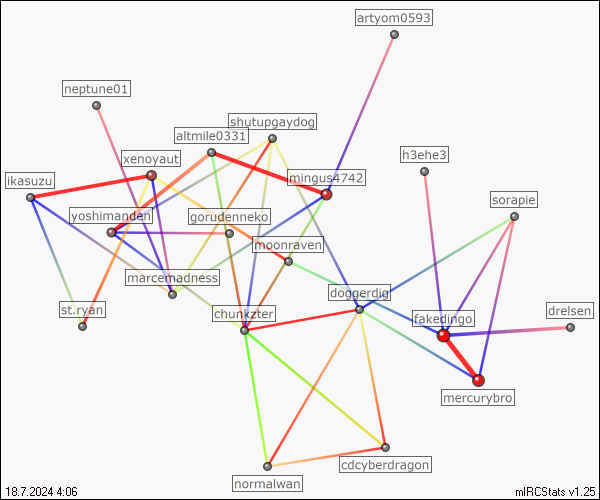 artyom0593
neptune01
shutupgaydog
altmile0331
xenoyaut
h3ehe3
mingus4742
ikasuzu
sorapie
yoshimanden
gorudenneko
moonraven
marcemadness
doggerdig
st.ryan
chunkzter
fakedingo
drelsen
mercurybro
cdcyberdragon
normalwan
18.7.2024 4:06
mIRCStats v1.25